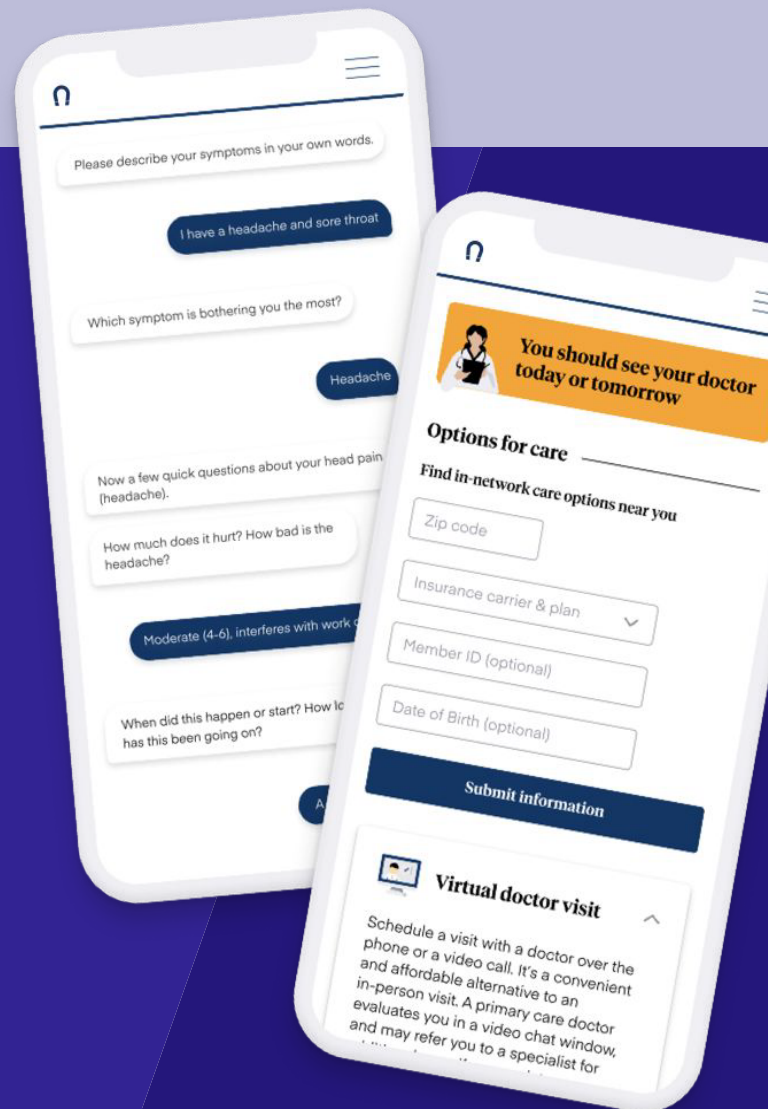 Please describe your symptoms in your own words.
I have a headache and sore throat
Which symptom is bothering you the most?
Headache
Now a few quick questions about your head pain
(headache).
How much does it hurt? How bad is the
headache?
Moderate (4-6), interferes with work
When did this happen or start? How
has this been going on?
You should see your doctor
today or tomorrow
Options for care
Find in-network care options near you
Zip code
Insurance carrier & plan
Member ID (optional)
Date of Birth (optional)
Submit information
Virtual doctor visit
Schedule a visit with a doctor over the
phone or a video call. It's a convenient
and affordable alternative to an
in-person visit. A primary care doctor
evaluates you in a video chat window,
and may refer you to a specialist for